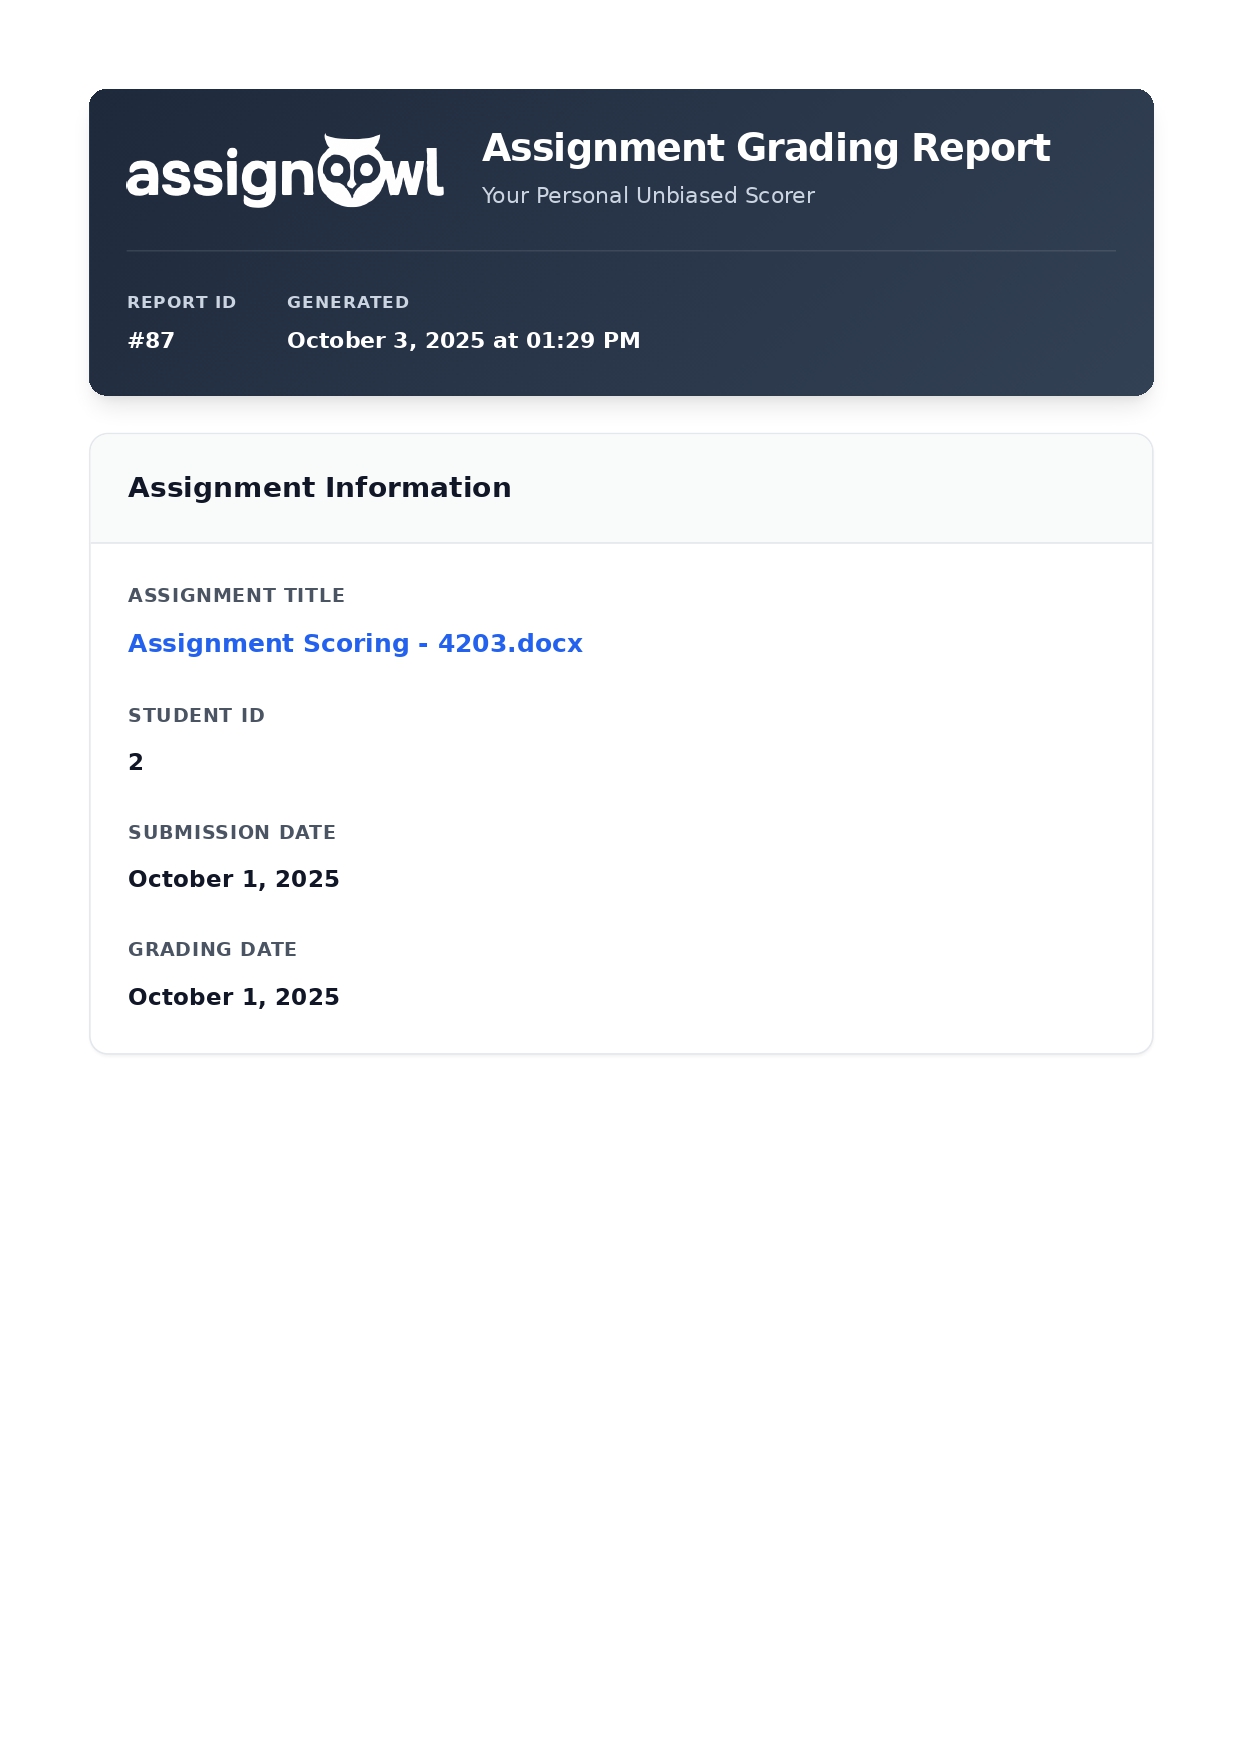 assignOwl
Assignment Grading Report
Your Personal Unbiased Scorer
REPORT ID
#87
GENERATED
October 3, 2025 at 01:29 PM
Assignment Information
ASSIGNMENT TITLE
Assignment Scoring - 4203.docx
STUDENT ID
2
SUBMISSION DATE
October 1, 2025
GRADING DATE
October 1, 2025